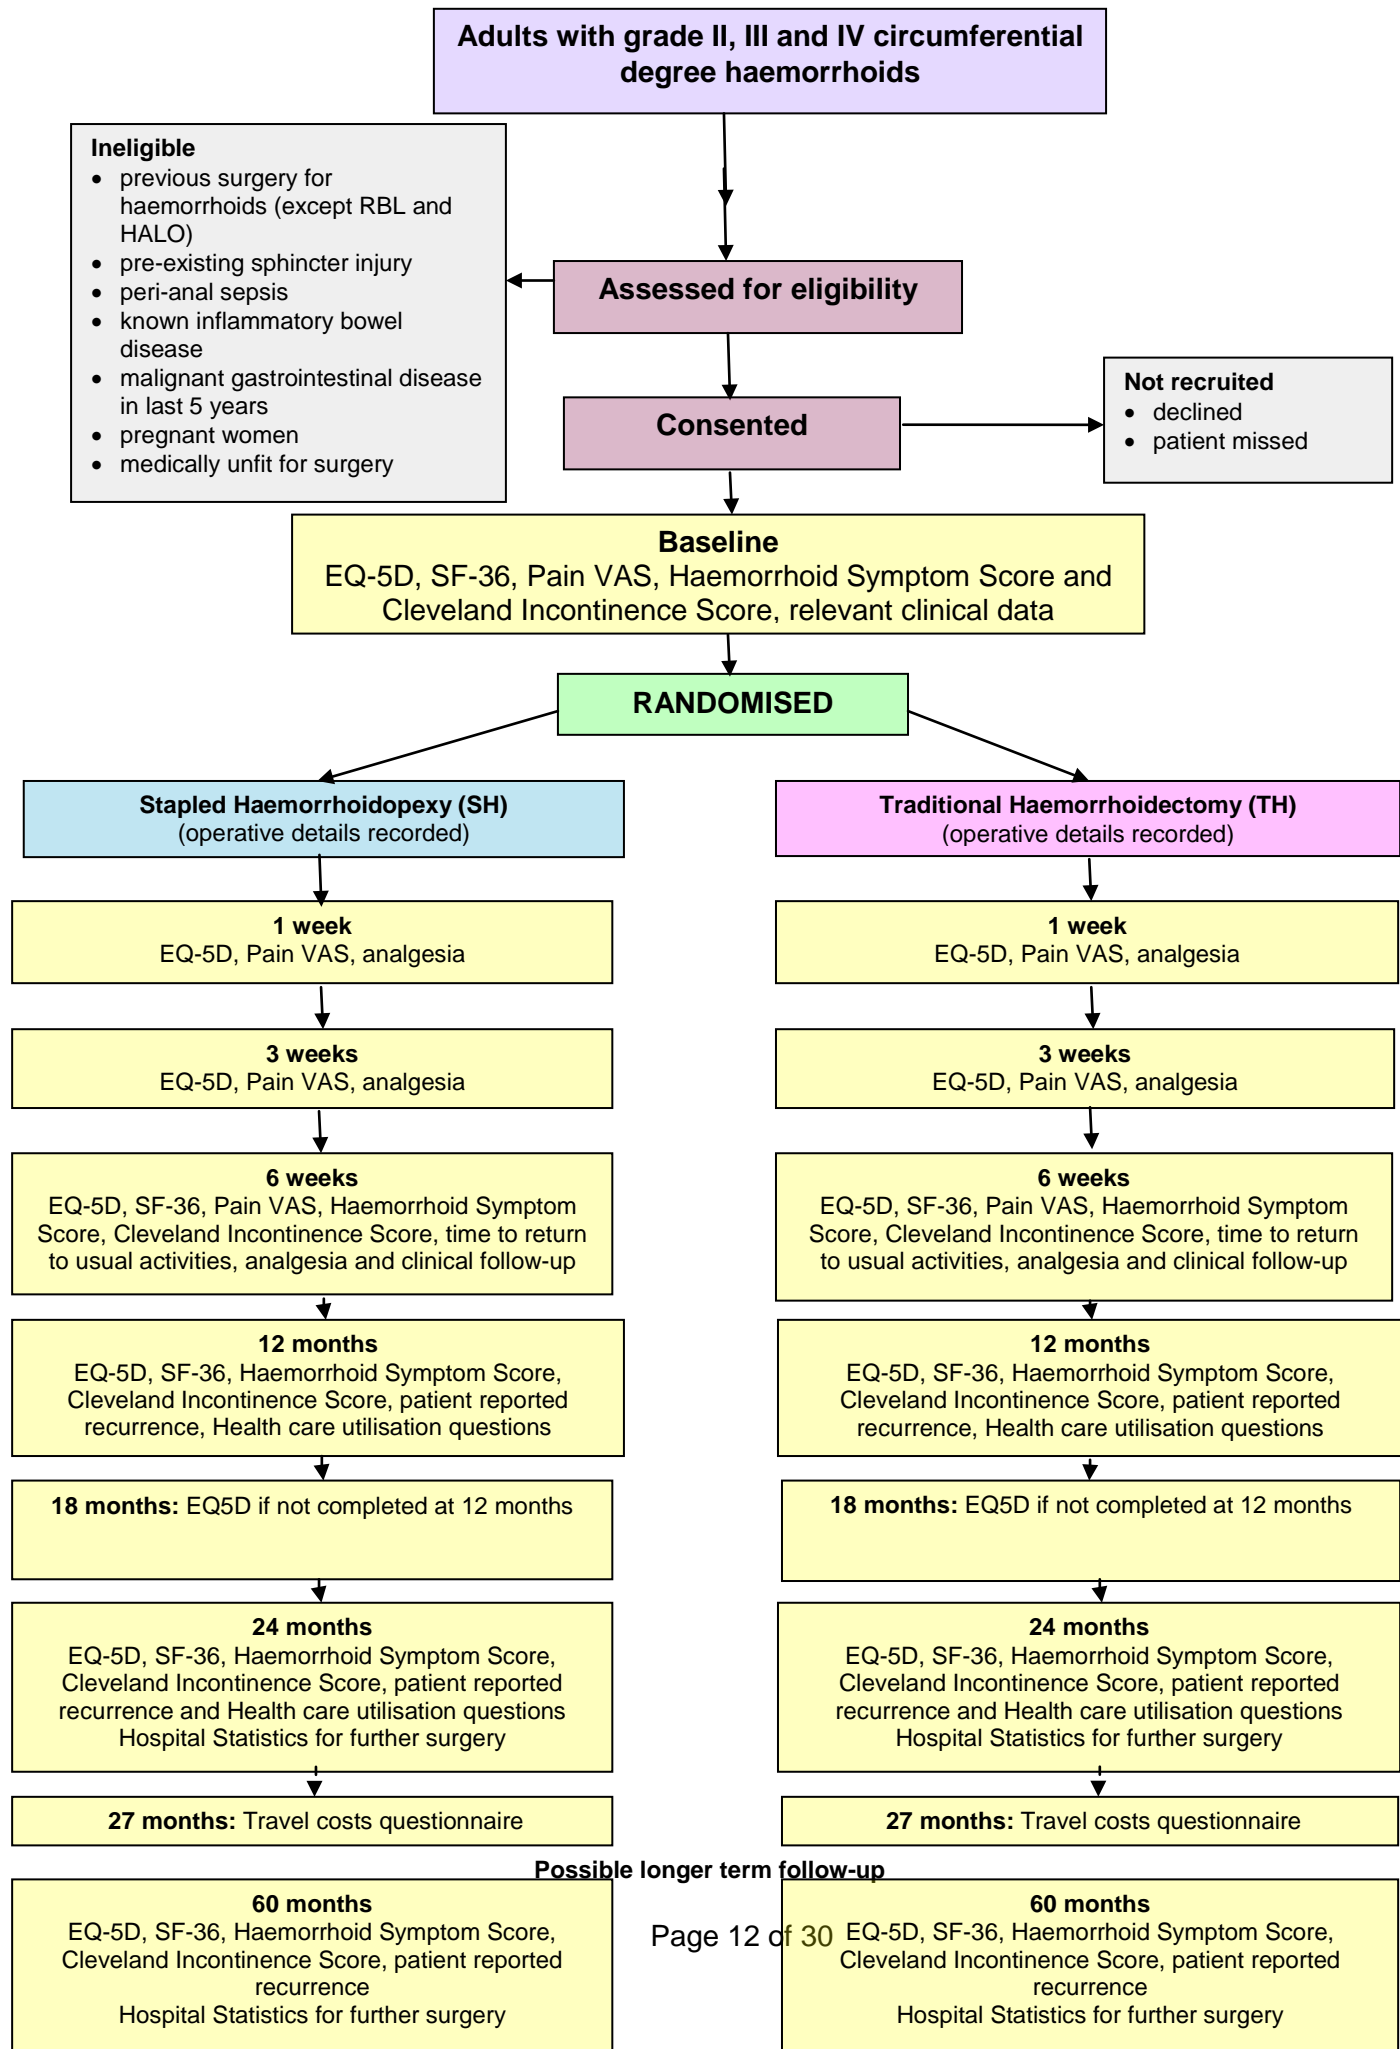 Adults with grade II, III and IV circumferential
degree haemorrhoids
Ineligible
• previous surgery for
haemorrhoids (except RBL and
HALO)
• pre-existing sphincter injury
• peri-anal sepsis
• known inflammatory bowel
disease
• malignant gastrointestinal disease
in last 5 years
• pregnant women
• medically unfit for surgery
Assessed for eligibility
Consented
Not recruited
• declined
• patient missed
Baseline
EQ-5D, SF-36, Pain VAS, Haemorrhoid Symptom Score and
Cleveland Incontinence Score, relevant clinical data
RANDOMISED
Stapled Haemorrhoidopexy (SH)
(operative details recorded)
1 week
EQ-5D, Pain VAS, analgesia
3 weeks
EQ-5D, Pain VAS, analgesia
6 weeks
EQ-5D, SF-36, Pain VAS, Haemorrhoid Symptom
Score, Cleveland Incontinence Score, time to return
to usual activities, analgesia and clinical follow-up
12 months
EQ-5D, SF-36, Haemorrhoid Symptom Score,
Cleveland Incontinence Score, patient reported
recurrence, Health care utilisation questions
18 months: EQ5D if not completed at 12 months
24 months
EQ-5D, SF-36, Haemorrhoid Symptom Score,
Cleveland Incontinence Score, patient reported
recurrence and Health care utilisation questions
Hospital Statistics for further surgery
27 months: Travel costs questionnaire
Traditional Haemorrhoidectomy (TH)
(operative details recorded)
1 week
EQ-5D, Pain VAS, analgesia
3 weeks
EQ-5D, Pain VAS, analgesia
6 weeks
EQ-5D, SF-36, Pain VAS, Haemorrhoid Symptom
Score, Cleveland Incontinence Score, time to return
to usual activities, analgesia and clinical follow-up
12 months
EQ-5D, SF-36, Haemorrhoid Symptom Score,
Cleveland Incontinence Score, patient reported
recurrence, Health care utilisation questions
18 months: EQ5D if not completed at 12 months
24 months
EQ-5D, SF-36, Haemorrhoid Symptom Score,
Cleveland Incontinence Score, patient reported
recurrence and Health care utilisation questions
Hospital Statistics for further surgery
27 months: Travel costs questionnaire
Possible longer term follow-up
60 months
EQ-5D, SF-36, Haemorrhoid Symptom Score,
Cleveland Incontinence Score, patient reported
recurrence
Hospital Statistics for further surgery
60 months
EQ-5D, SF-36, Haemorrhoid Symptom Score,
Cleveland Incontinence Score, patient reported
recurrence
Hospital Statistics for further surgery
Page 12 of 30